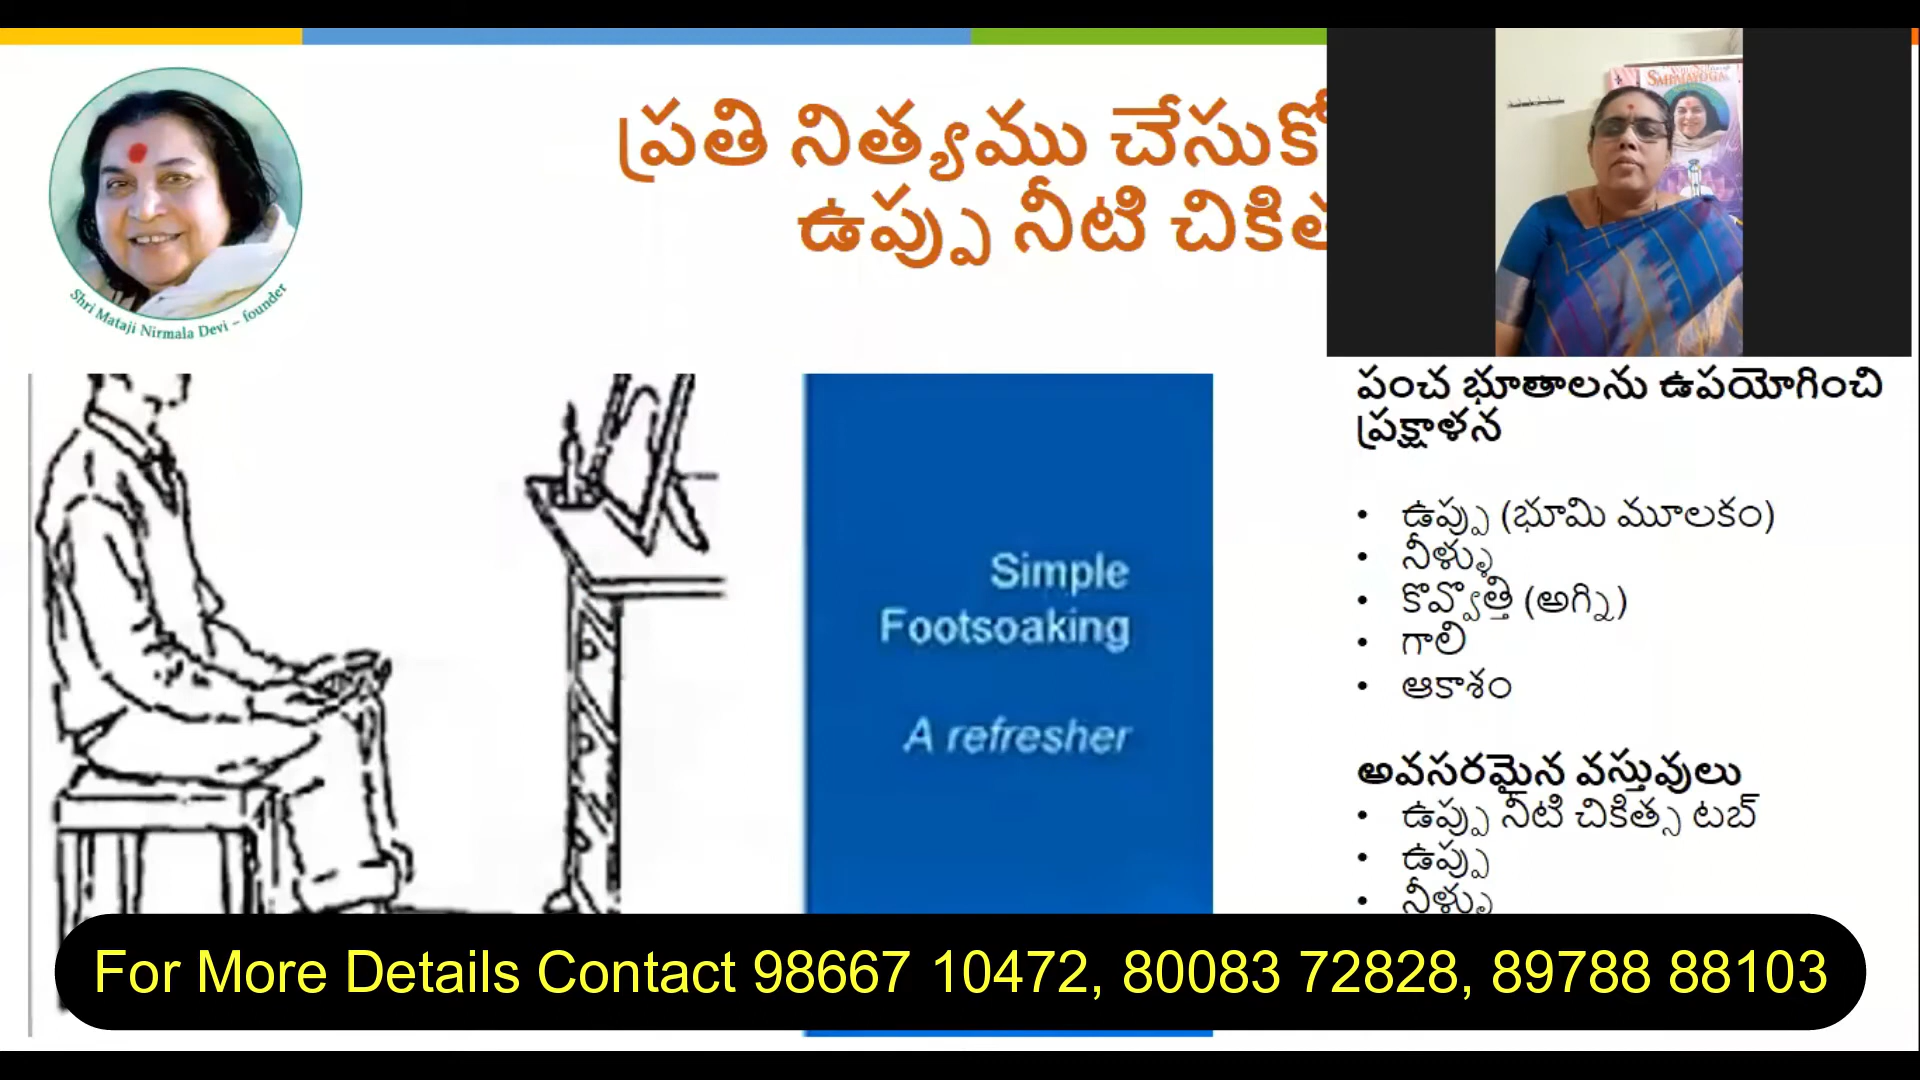 ప్రతి నిత్యము
ఉప్పు నీటి
Shri Mataji Nirmala Devi – founder
SAHAJAYOGA
Simple
Footsoaking
A refresher
పంచ భూతాలను ఉపయోగించి
ప్రక్షాళన
• ఉప్పు (భూమి మూలకం)
• నీళ్ళు
• కొవ్వొత్తి (అగ్ని)
• గాలి
• ఆకాశం
అవసరమైన వస్తువులు
• ఉప్పు నీటి చికిత్స టబ్
• ఉప్పు
• నీళ్ళు
For More Details Contact 98667 10472, 80083 72828, 89788 88103